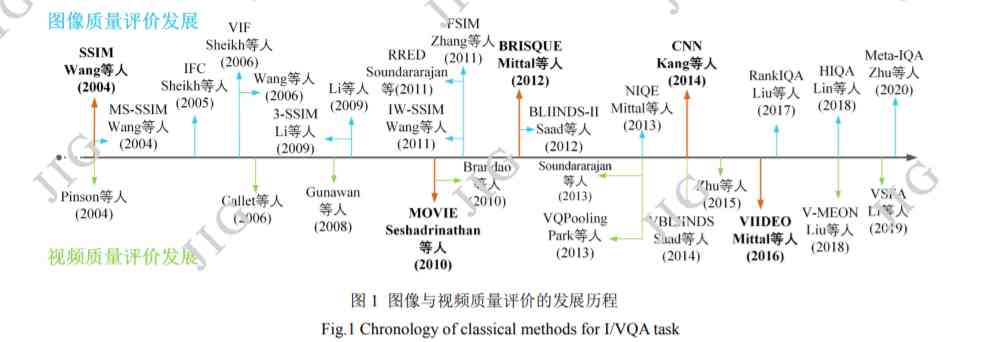 图像质量评价发展
SSIM
Wang等人
(2004)
MS-SSIM
Wang等人
(2004)
IFC
Sheikh等人
(2005)
VIF
Sheikh等人
(2006)
Wang等人
(2006)
3-SSIM
Li等人
(2009)
Li等人
(2009)
RRED
Soundararajan
等(2011)
IW-SSIM
Wang等人
(2011)
FSIM
Zhang等人
(2011)
BRISQUE
Mittal等人
(2012)
BLIINDS-II
Saad等人
(2012)
NIQE
Mittal等人
(2013)
CNN
Kang等人
(2014)
RankIQA
Liu等人
(2017)
HIQA
Lin等人
(2018)
Meta-IQA
Zhu等人
(2020)
Pinson等人
(2004)
Callet等人
(2006)
Gunawan
等人
(2008)
MOVIE
Seshadrinathan
等人
(2010)
Brandao
等人
(2010)
Soundararajan
等人
(2013)
VQPooling
Park等人
(2013)
VBLIINDS
Saad等人
(2014)
Zhu等人
(2015)
VIIDEO
Mittal等人
(2016)
V-MEON
Liu等人
(2018)
VSFA
Li等人
(2019)
视频质量评价发展
JIG
JIG
JIG
JIG
JIG
图 1 图像与视频质量评价的发展历程
Fig.1 Chronology of classical methods for I/VQA task